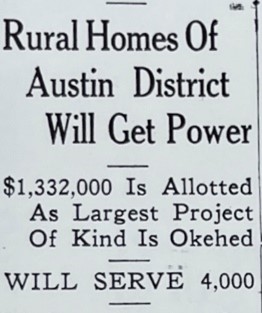 Rural Homes Of
Austin District
Will Get Power
$1,332,000 Is Allotted
As Largest Project
Of Kind Is Okehed
WILL SERVE 4,000